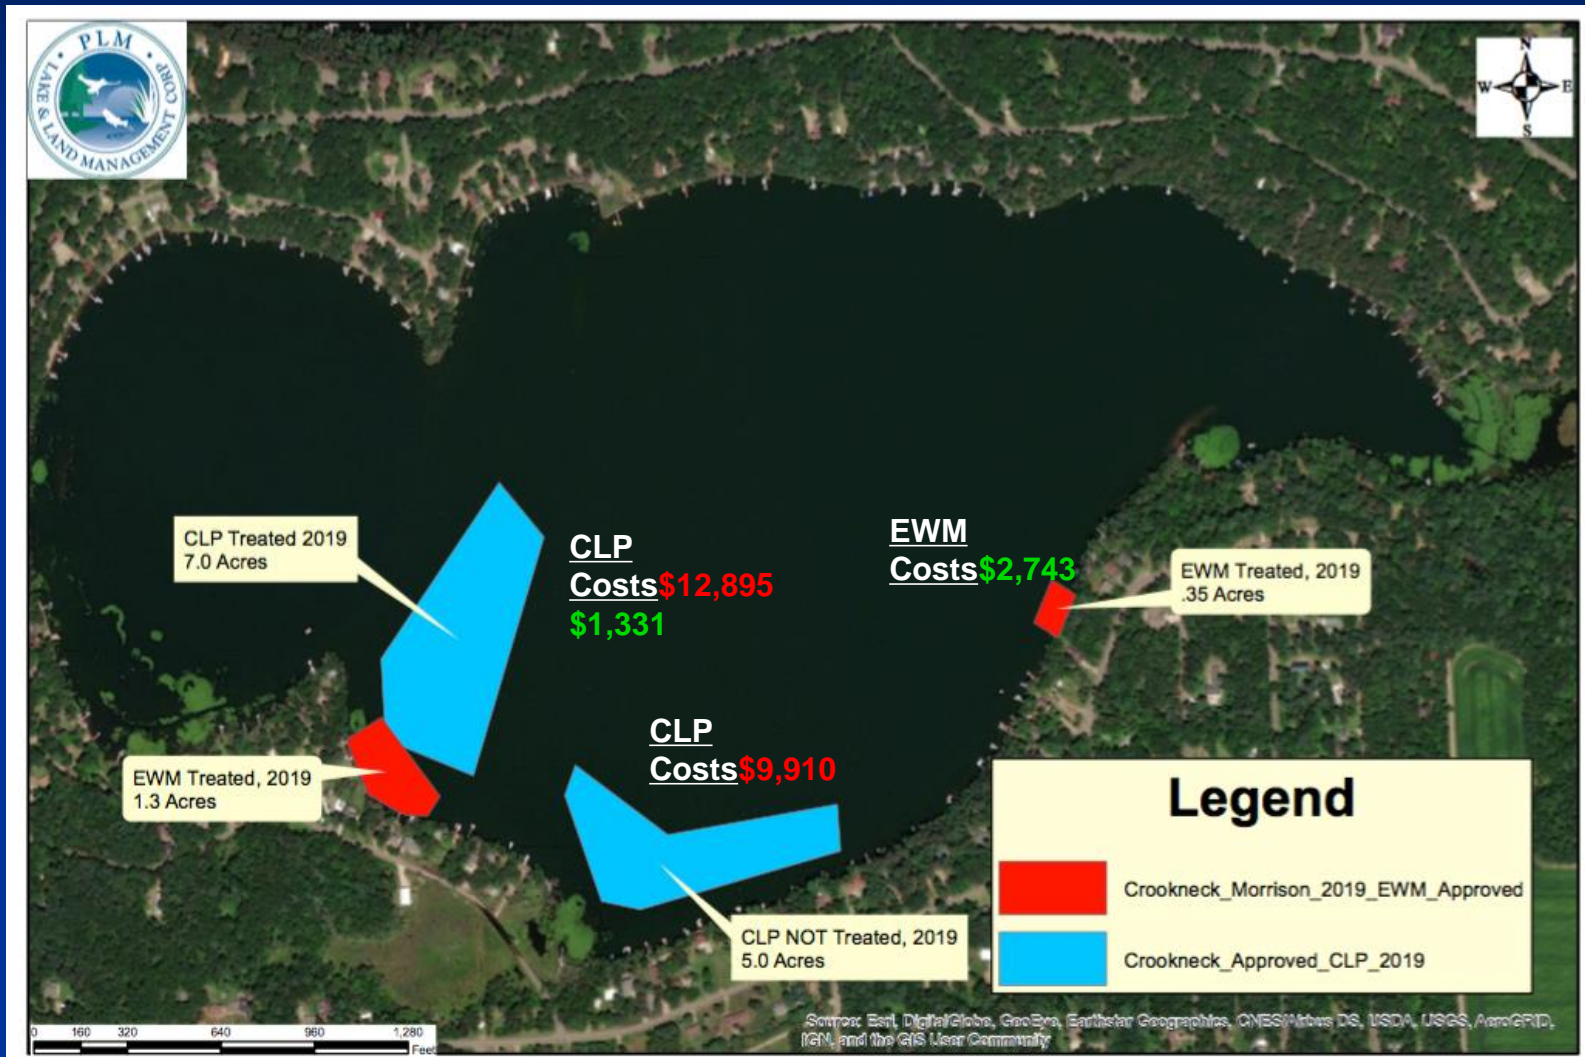 PLM
LAKE & LAND MANAGEMENT CORP
N
W E
S
CLP Treated 2019
7.0 Acres
CLP
Costs$12,895
$1,331
EWM
Costs$2,743
EWM Treated, 2019
.35 Acres
EWM Treated, 2019
1.3 Acres
CLP
Costs$9,910
CLP NOT Treated, 2019
5.0 Acres
Legend
Crookneck_Morrison_2019_EWM_Approved
Crookneck_Approved_CLP_2019
0 160 320 640 960 1,280
Feet
Source: Esri, DigitalGlobe, GeoEye, Earthstar Geographics, CNES/Airbus DS, USDA, USGS, AeroGRID,
IGN, and the GIS User Community